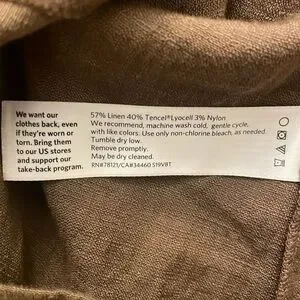 We want our
clothes back, even
if they're worn or
torn. Bring them
to our US stores
and support our
take-back program.
57% Linen 40% Tencel®Lyocell 3% Nylon
We recommend, machine wash cold, gentle cycle,
with like colors. Use only non-chlorine bleach, as needed.
Tumble dry low.
Remove promptly.
May be dry cleaned.
RN#78121/CA#34460 S19V8T